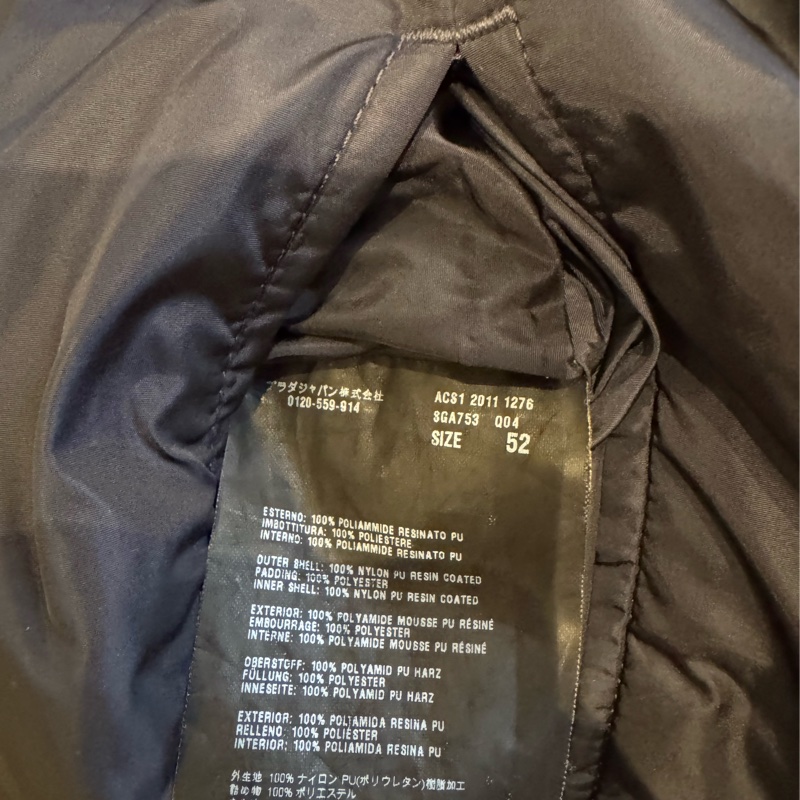 プラダジャパン株式会社
0120-559-914
ACS1 2011 1276
SGA753 Q04
SIZE 52
ESTERNO: 100% POLIAMMIDE RESINATO PU
IMBOTTITURA: 100% POLIESTERE
INTERNO: 100% POLIAMMIDE RESINATO PU
OUTER SHELL: 100% NYLON PU RESIN COATED
PADDING: 100% POLYESTER
INNER SHELL: 100% NYLON PU RESIN COATED
EXTERIOR: 100% POLYAMIDE MOUSSE PU RÉSINÉ
EMBOURRAGE: 100% POLYESTER
INTERNE: 100% POLYAMIDE MOUSSE PU RÉSINÉ
OBERSTOFF: 100% POLYAMID PU HARZ
FÜLLUNG: 100% POLYESTER
INNESEITE: 100% POLYAMID PU HARZ
EXTERIOR: 100% POLIAMIDA RESINA PU
RELLENO: 100% POLIÉSTER
INTERIOR: 100% POLIAMIDA RESINA PU
外生地 100% ナイロン PU(ポリウレタン)樹脂加工
詰め物 100% ポリエステル